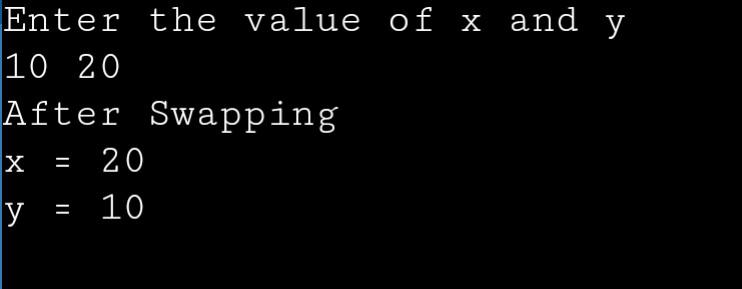 Enter the value of x and y
10 20
After Swapping
x = 20
y = 10